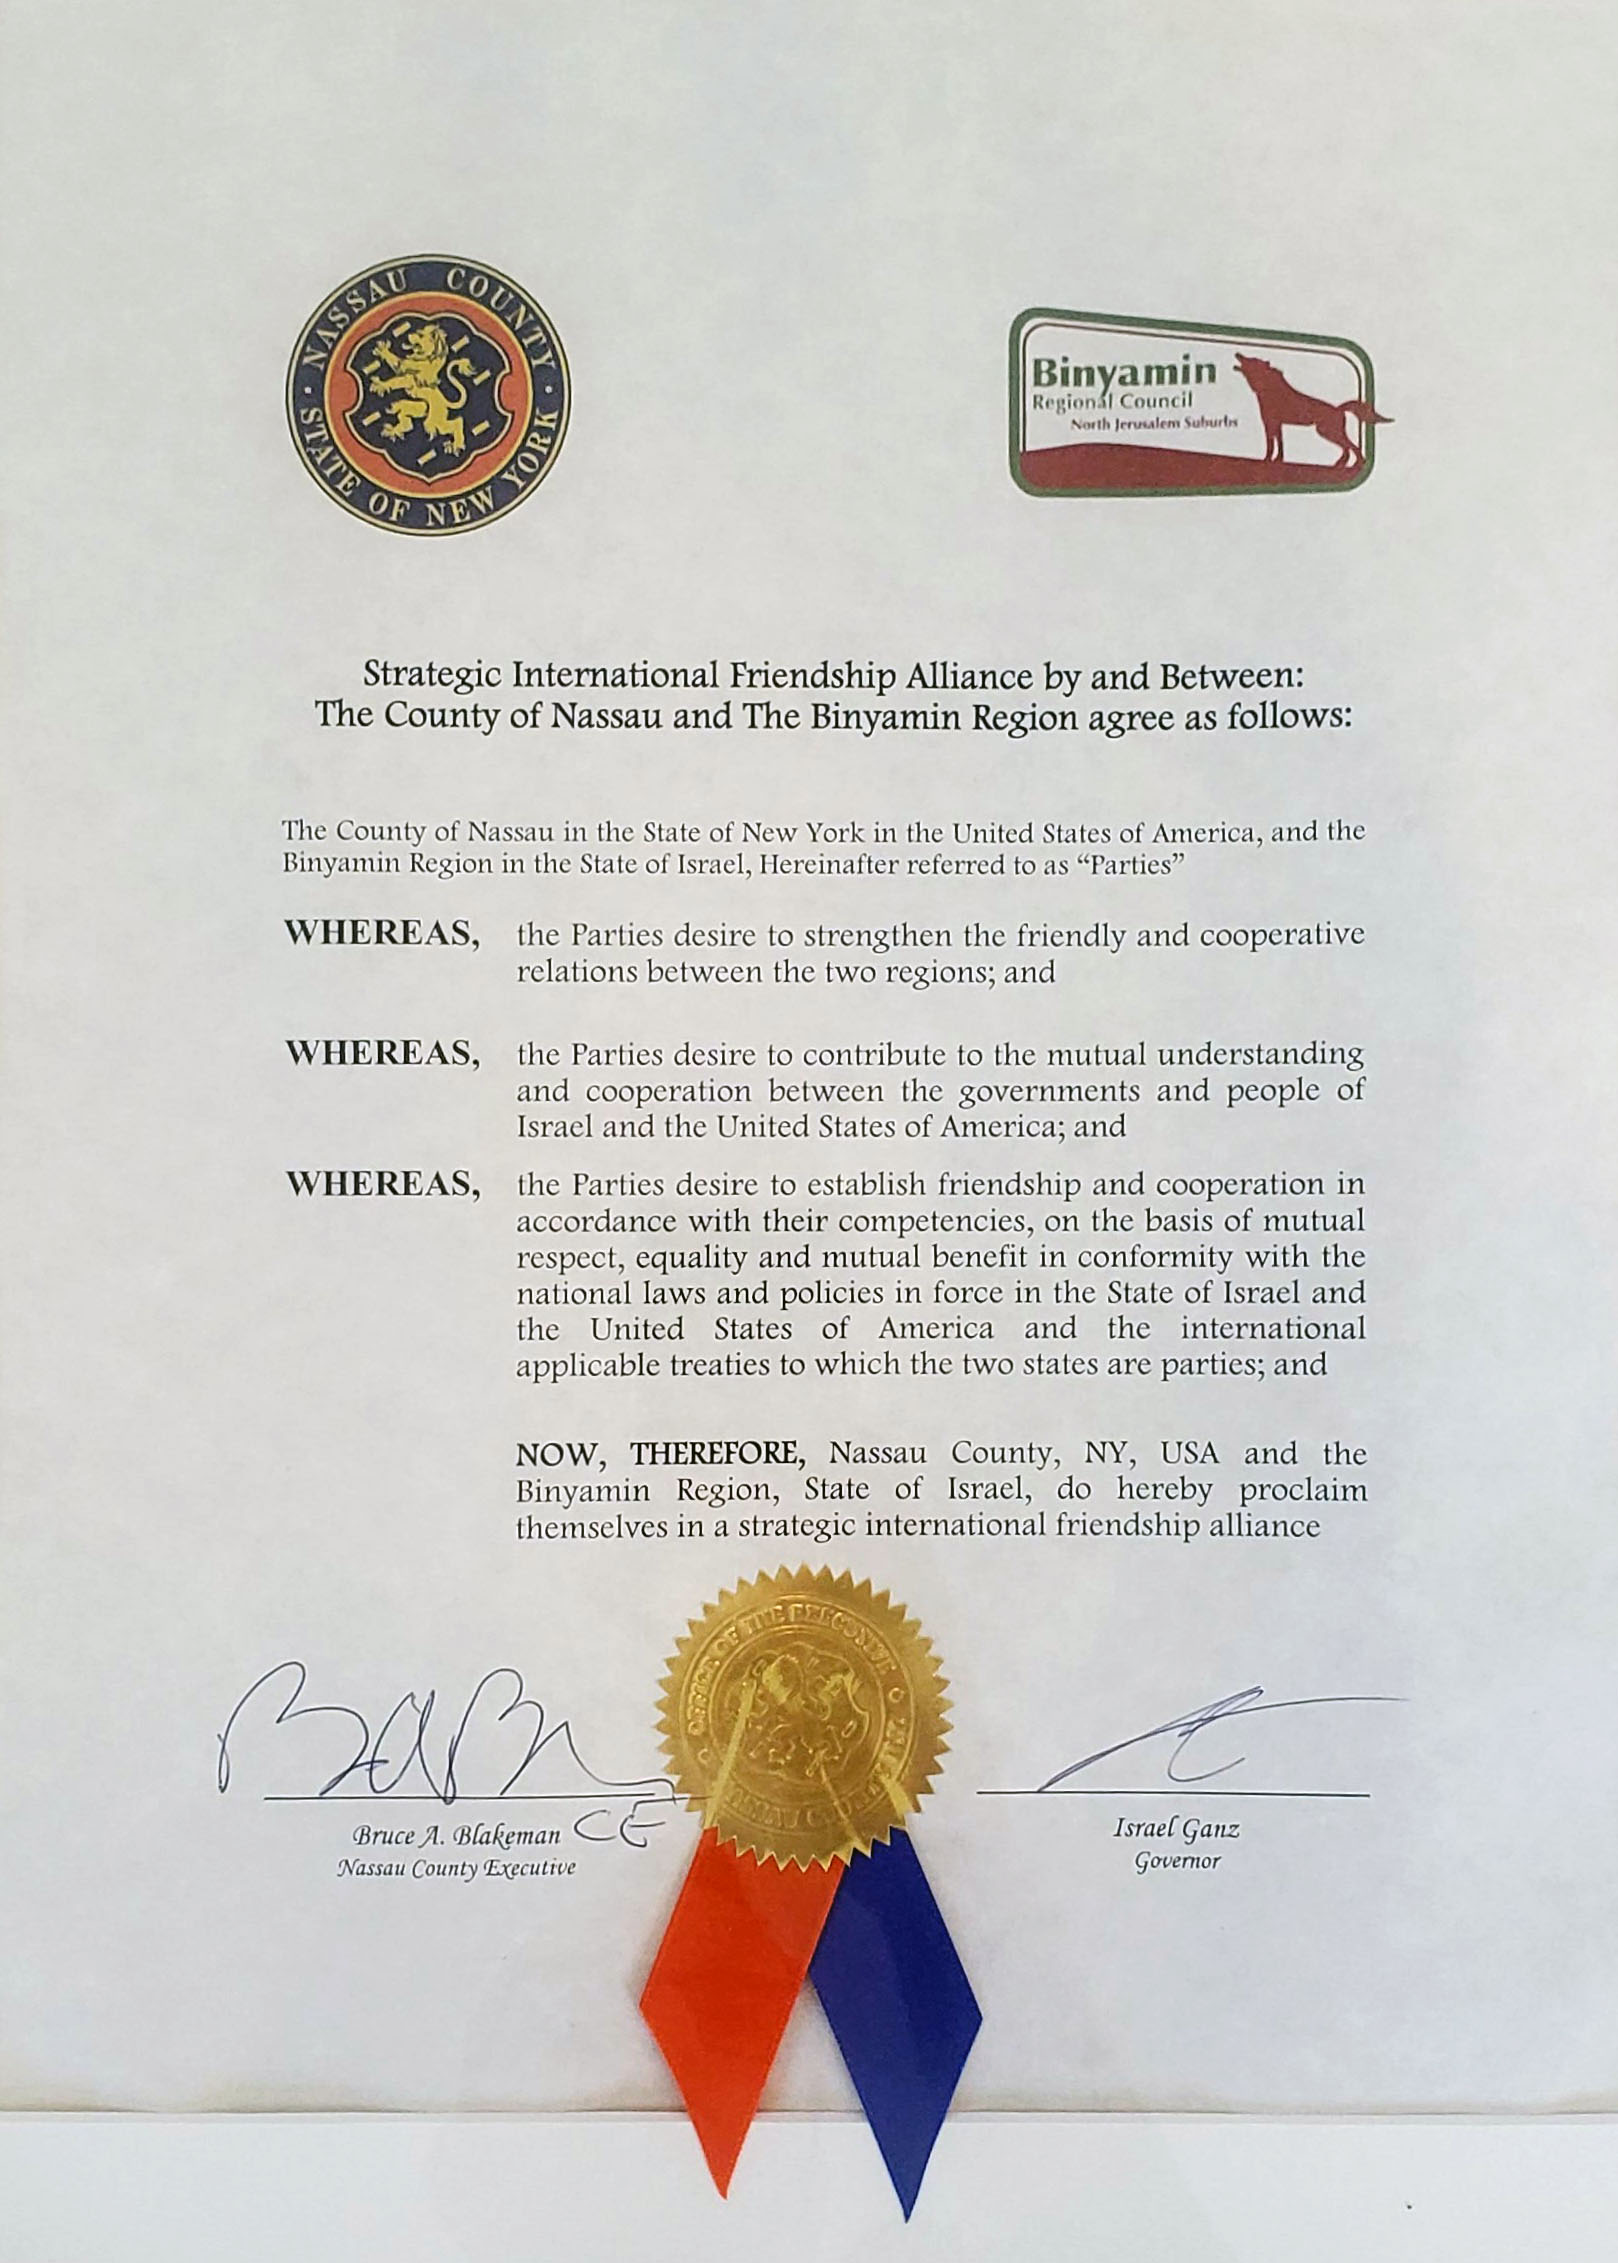 NASSAU COUNTY
STATE OF NEW YORK
Binyamin
Regional Council
North Jerusalem Suburbs
Strategic International Friendship Alliance by and Between:
The County of Nassau and The Binyamin Region agree as follows:
The County of Nassau in the State of New York in the United States of America, and the
Binyamin Region in the State of Israel, Hereinafter referred to as “Parties”
WHEREAS, the Parties desire to strengthen the friendly and cooperative
relations between the two regions; and
WHEREAS, the Parties desire to contribute to the mutual understanding
and cooperation between the governments and people of
Israel and the United States of America; and
WHEREAS, the Parties desire to establish friendship and cooperation in
accordance with their competencies, on the basis of mutual
respect, equality and mutual benefit in conformity with the
national laws and policies in force in the State of Israel and
the United States of America and the international
applicable treaties to which the two states are parties; and
NOW, THEREFORE, Nassau County, NY, USA and the
Binyamin Region, State of Israel, do hereby proclaim
themselves in a strategic international friendship alliance
OFFICE OF THE
CE
Bruce A. Blakeman
Nassau County Executive
Israel Ganz
Governor